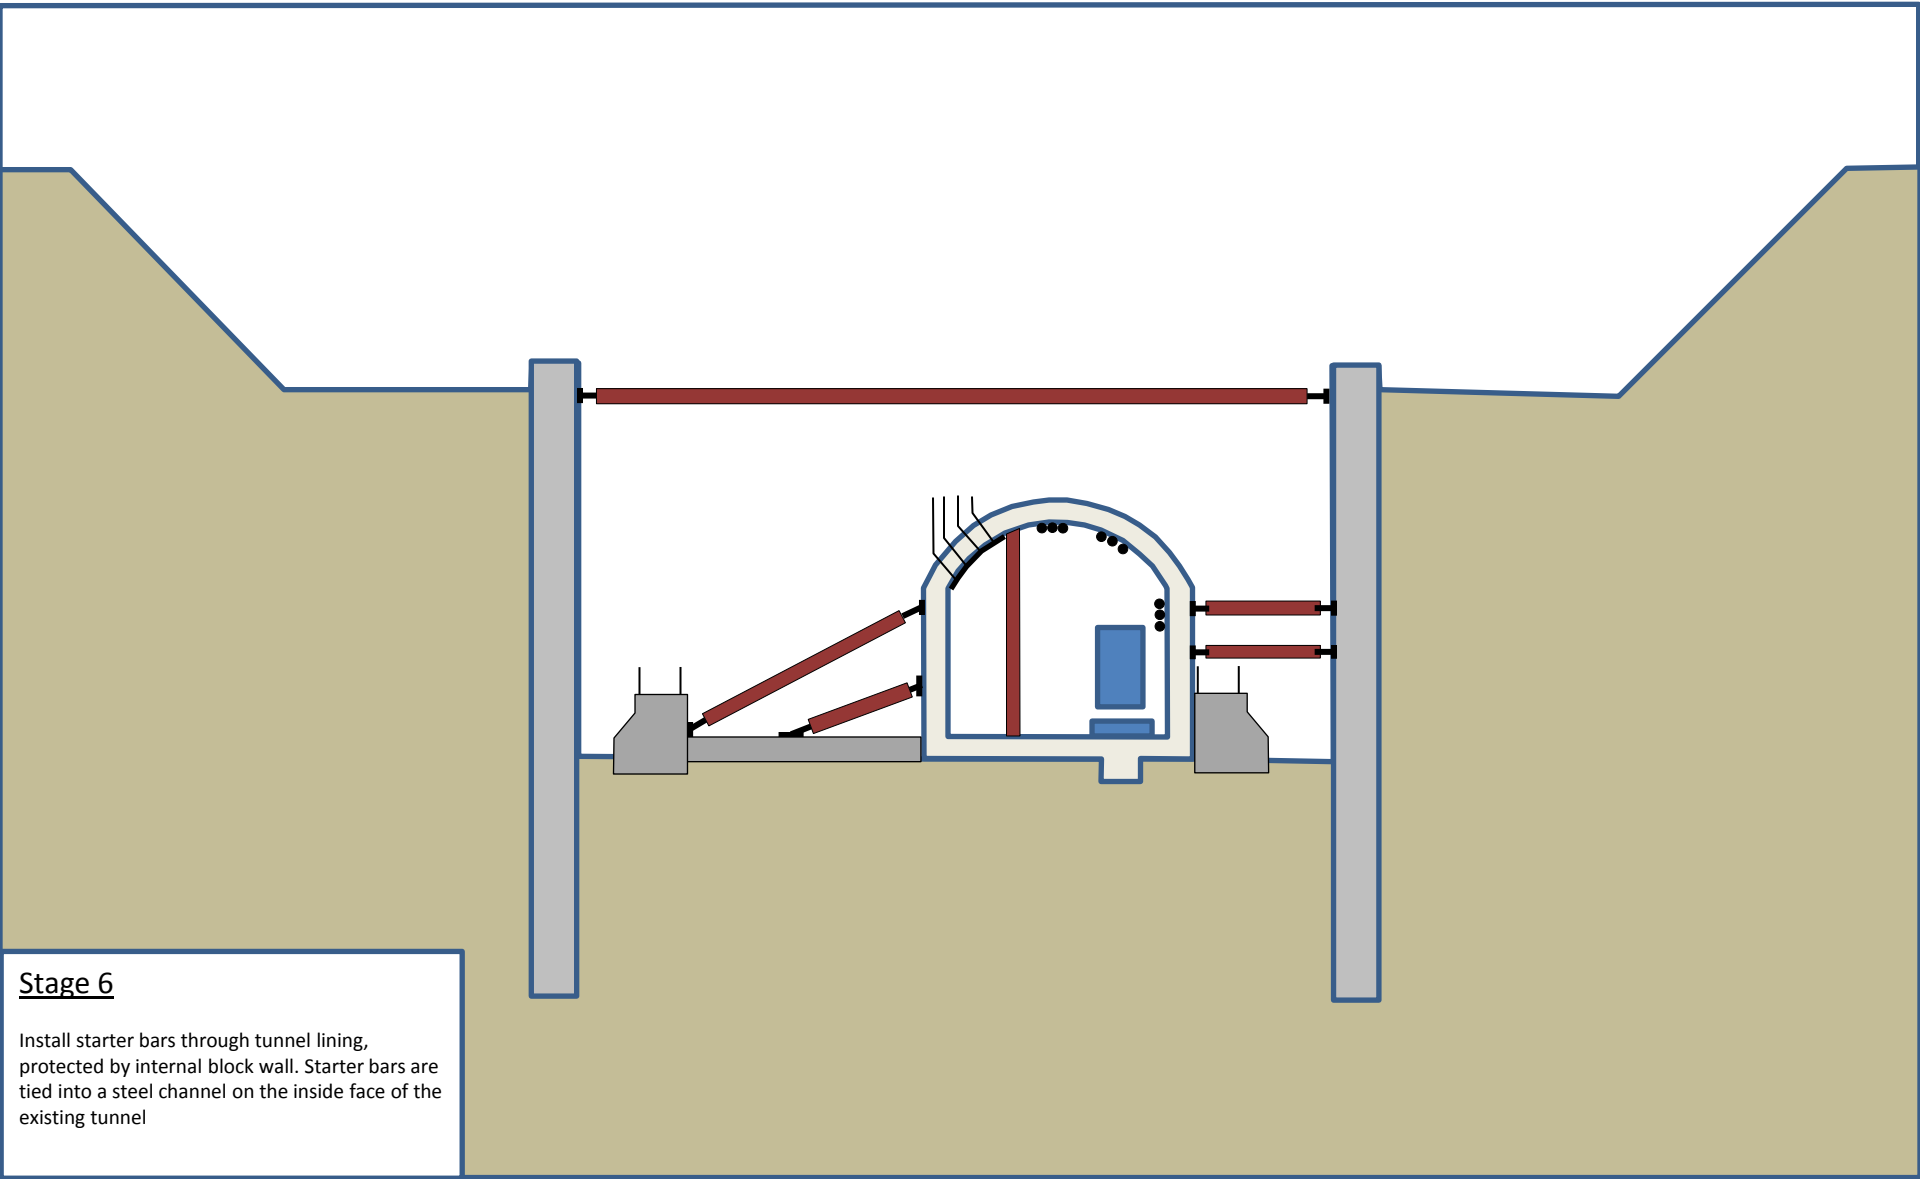 Stage 6
Install starter bars through tunnel lining,
protected by internal block wall. Starter bars are
tied into a steel channel on the inside face of the
existing tunnel